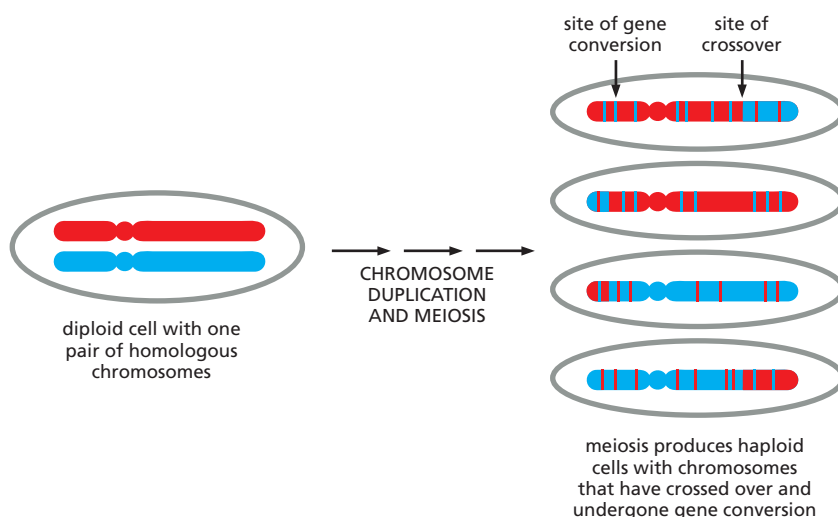 site of gene
conversion
site of
crossover
CHROMOSOME
DUPLICATION
AND MEIOSIS
diploid cell with one
pair of homologous
chromosomes
meiosis produces haploid
cells with chromosomes
that have crossed over and
undergone gene conversion